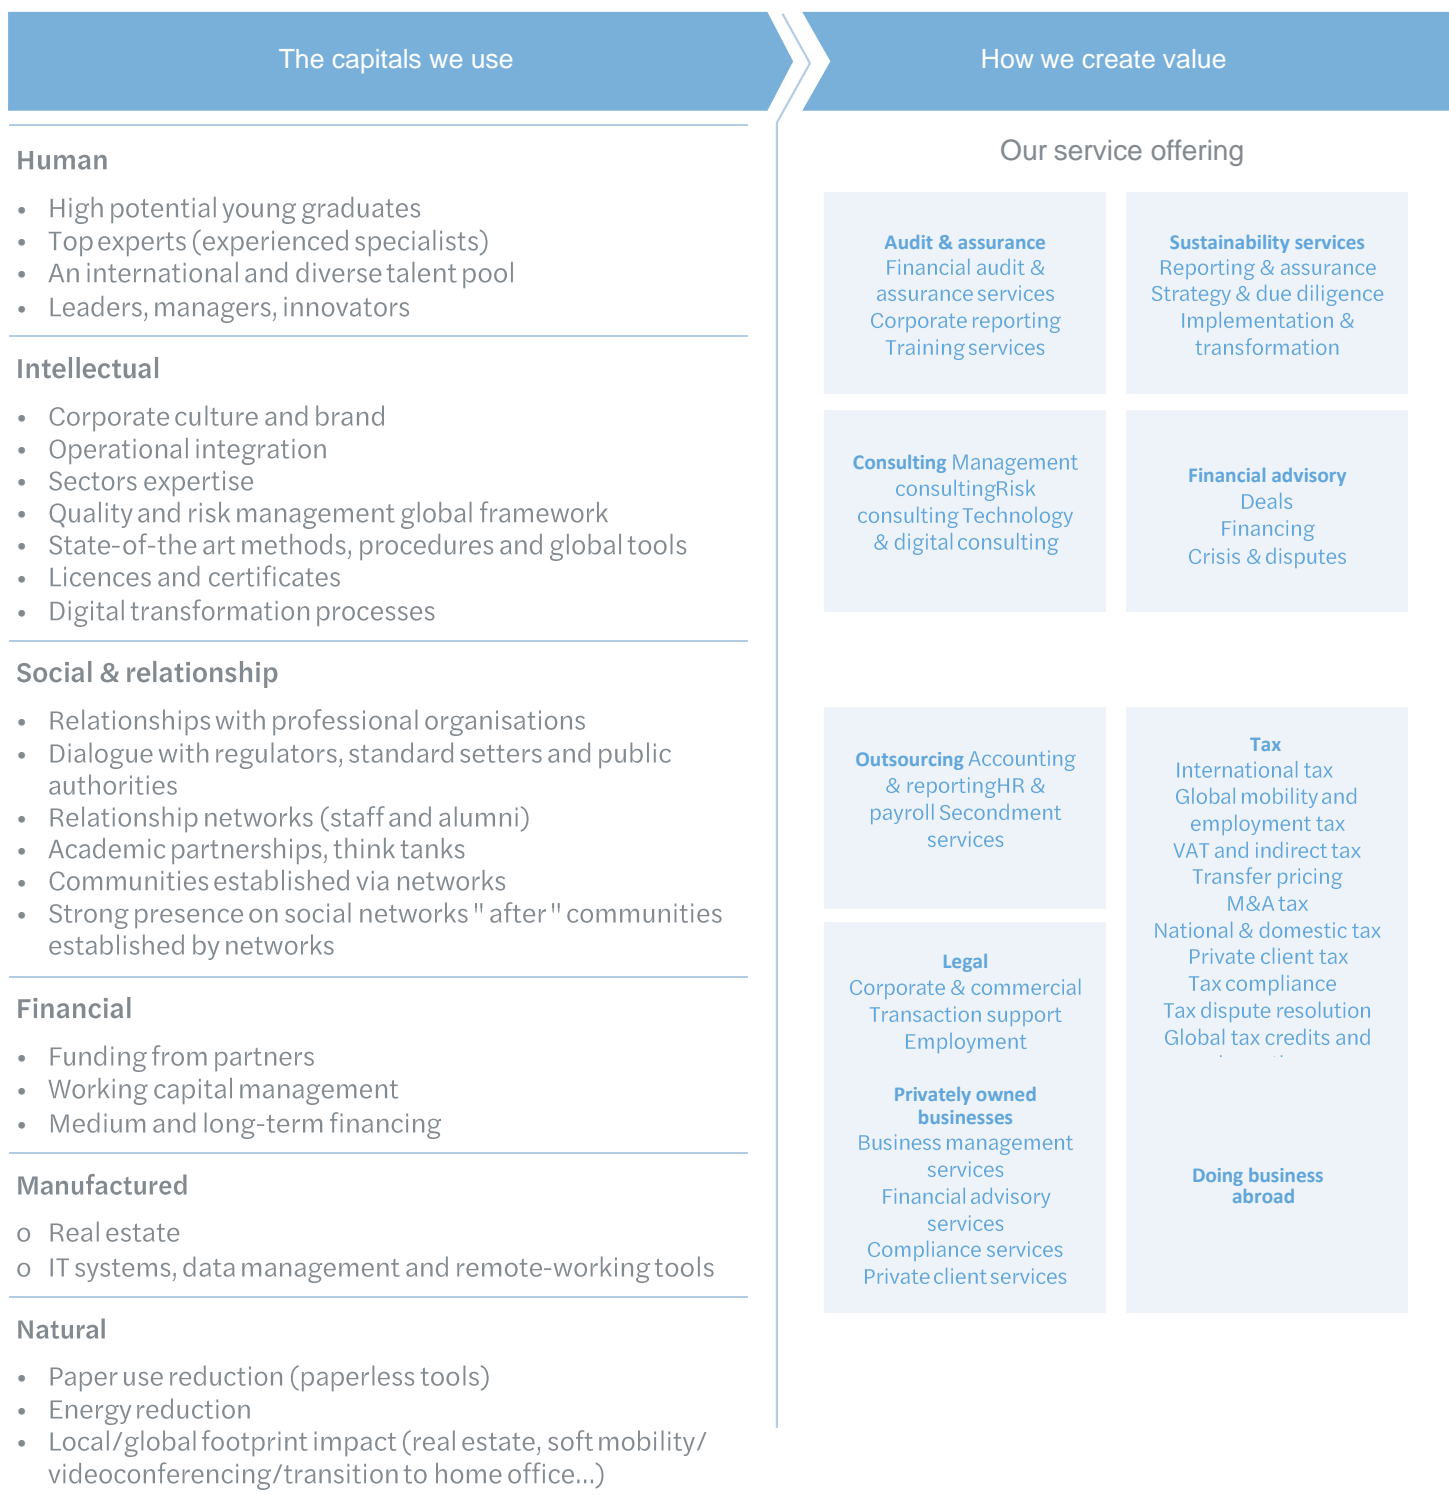 The capitals we use
Human
• High potential young graduates
• Top experts (experienced specialists)
• An international and diverse talent pool
• Leaders, managers, innovators
Intellectual
• Corporate culture and brand
• Operational integration
• Sectors expertise
• Quality and risk management global framework
• State-of-the art methods, procedures and global tools
• Licences and certificates
• Digital transformation processes
Social & relationship
• Relationships with professional organisations
• Dialogue with regulators, standard setters and public
authorities
• Relationship networks (staff and alumni)
• Academic partnerships, think tanks
• Communities established via networks
• Strong presence on social networks " after " communities
established by networks
Financial
• Funding from partners
• Working capital management
• Medium and long-term financing
Manufactured
o Real estate
o IT systems, data management and remote-working tools
Natural
• Paper use reduction (paperless tools)
• Energy reduction
• Local/global footprint impact (real estate, soft mobility/
videoconferencing/transition to home office...)
How we create value
Our service offering
Audit & assurance
Financial audit &
assurance services
Corporate reporting
Training services
Sustainability services
Reporting & assurance
Strategy & due diligence
Implementation &
transformation
Consulting Management
consultingRisk
consulting Technology
& digital consulting
Financial advisory
Deals
Financing
Crisis & disputes
Outsourcing Accounting
& reportingHR &
payroll Secondment
services
Tax
International tax
Global mobility and
employment tax
VAT and indirect tax
Transfer pricing
M&A tax
National & domestic tax
Private client tax
Tax compliance
Tax dispute resolution
Global tax credits and
Legal
Corporate & commercial
Transaction support
Employment
Privately owned
businesses
Business management
services
Financial advisory
services
Compliance services
Private client services
Doing business
abroad